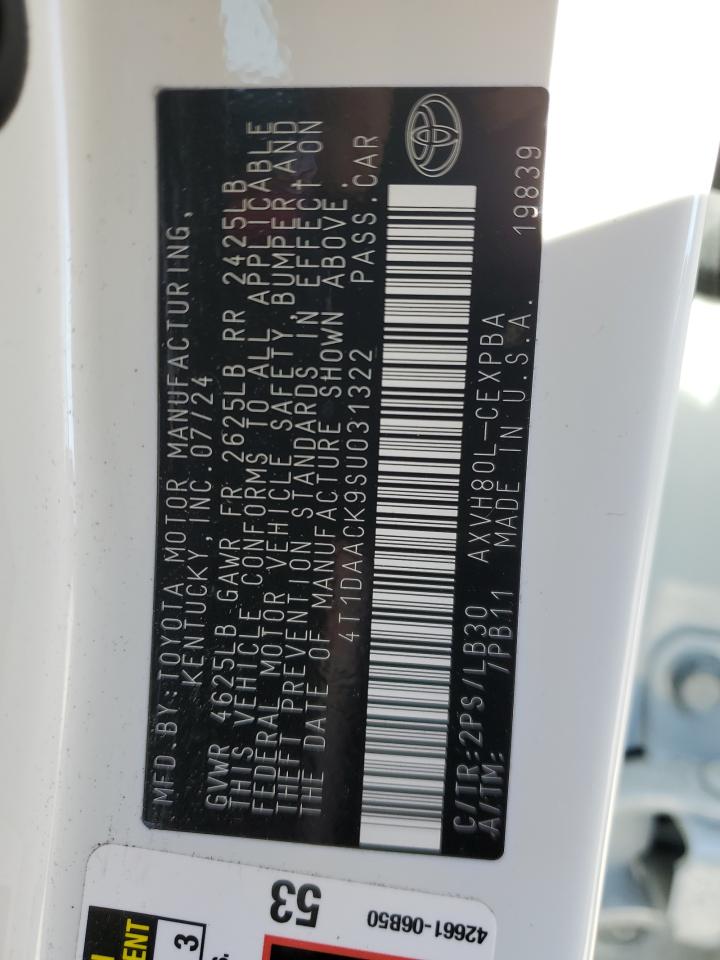 MFD.BY:TOYOTA MOTOR MANUFACTURING,
KENTUCKY, INC. 07/24
GVWR 4625LB GAWR FR 2625LB RR 2425LB
THIS VEHICLE CONFORMS TO ALL APPLICABLE
FEDERAL MOTOR VEHICLE SAFETY, BUMPER, AND
THEFT PREVENTION STANDARDS IN EFFECT ON
THE DATE OF MANUFACTURE SHOWN ABOVE.
4T1DAACK9SU031322 PASS.CAR
C/TR:2PS/LB30 AXVH80L-CEXPBA
A/TM: /PB11 MADE IN U.S.A. 19839
53
42661-06B50
3